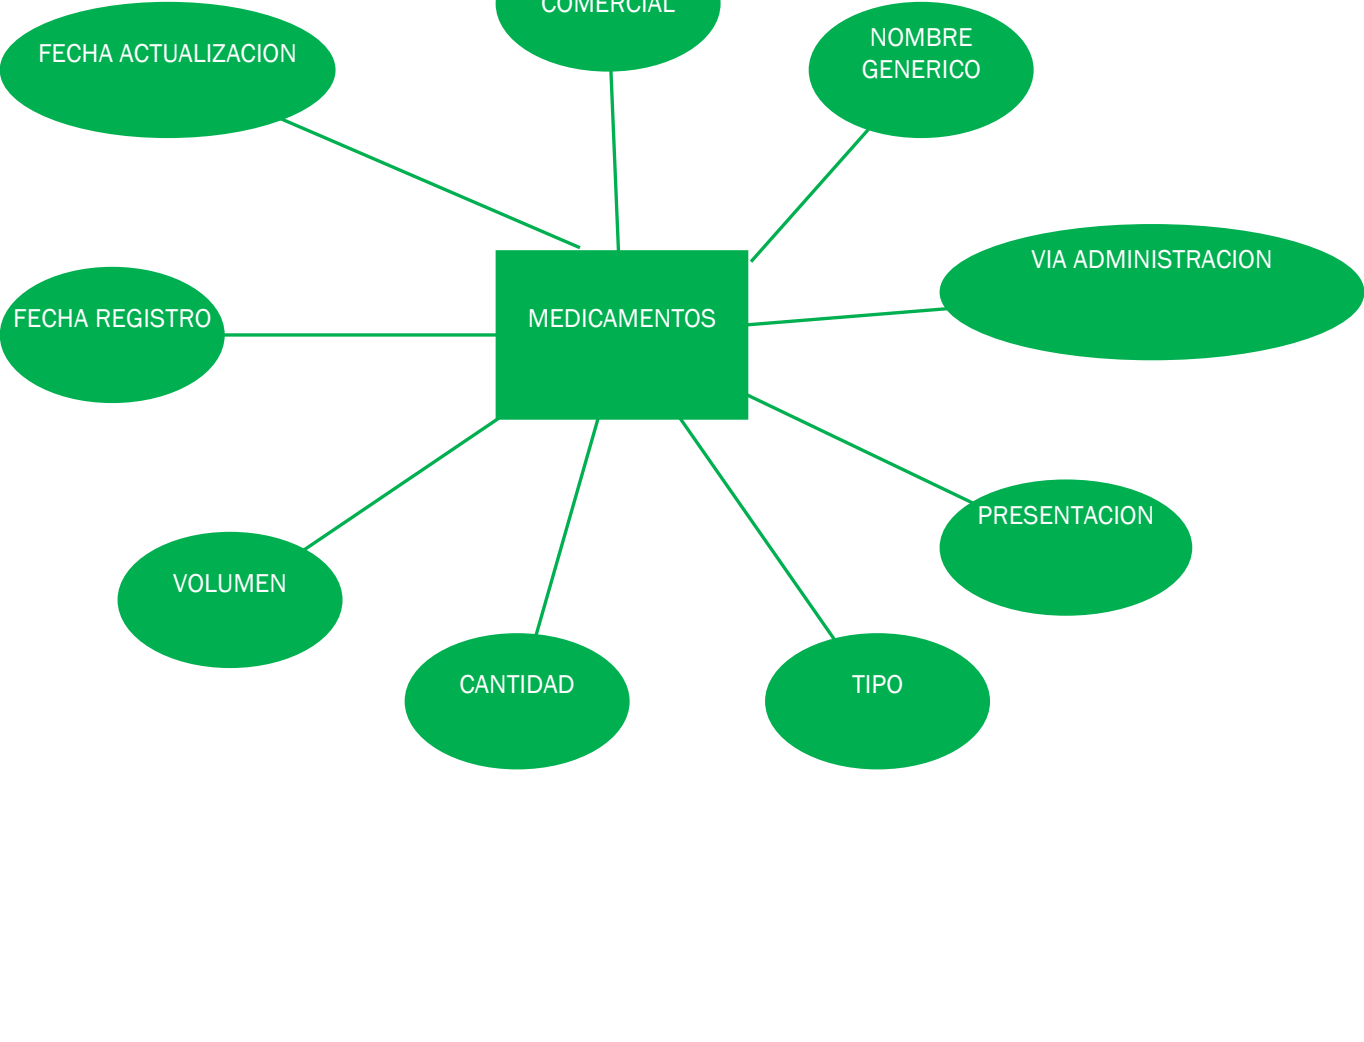 COMERCIAL
NOMBRE
GENERICO
FECHA ACTUALIZACION
VIA ADMINISTRACION
FECHA REGISTRO
MEDICAMENTOS
PRESENTACION
VOLUMEN
CANTIDAD
TIPO